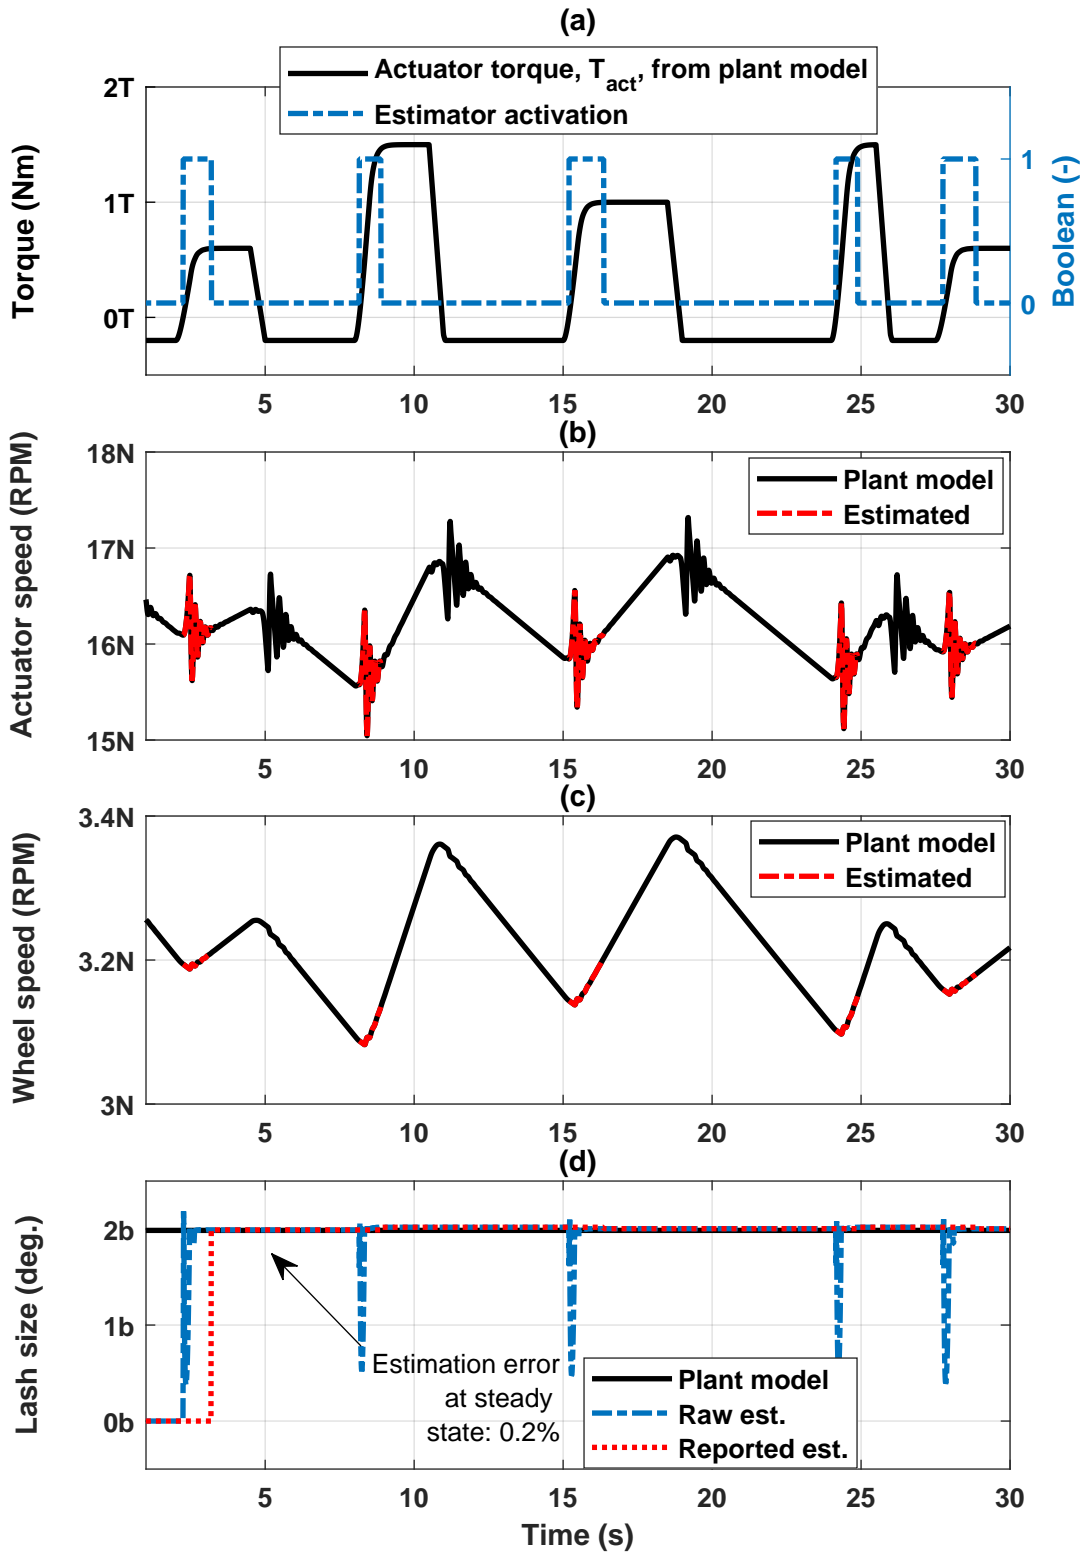 (a)
Actuator torque, Tact, from plant model
Estimator activation
2T
1T
0T
Torque (Nm)
1
0
Boolean (-)
5 10 15 20 25 30
(b)
18N
17N
16N
15N
Actuator speed (RPM)
Plant model
Estimated
5 10 15 20 25 30
(c)
3.4N
3.2N
3N
Wheel speed (RPM)
Plant model
Estimated
5 10 15 20 25 30
(d)
2b
1b
0b
Lash size (deg.)
Estimation error
at steady
state: 0.2%
Plant model
Raw est.
Reported est.
5 10 15 20 25 30
Time (s)